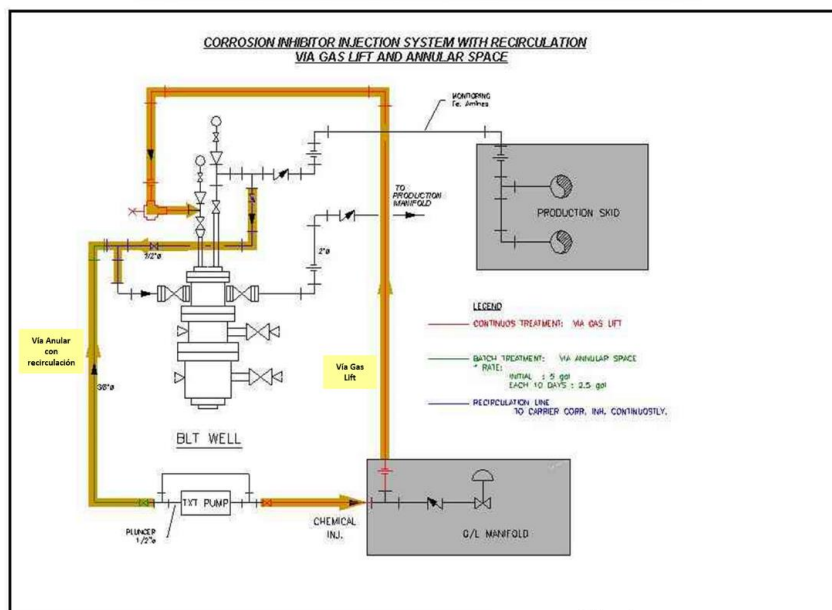 CORROSION INHIBITOR INJECTION SYSTEM WITH RECIRCULATION
VIA GAS LIFT AND ANNULAR SPACE
MONITORING
Fe. Amines
TO
PRODUCTION
MANIFOLD
PRODUCTION SKID
2"ø
1/2"ø
LEGEND
CONTINUOS TREATMENT: VIA GAS LIFT
BATCH TREATMENT: VIA ANNULAR SPACE
* RATE:
INITIAL : 5 gal
EACH 10 DAYS : 2.5 gal
RECIRCULATION LINE
TO CARRIER CORR. INH. CONTINUOSTLY.
Vía Anular
con
recirculación
Vía Gas
Lift
BLT WELL
TXT PUMP
PLUNGER
1/2"ø
CHEMICAL
INJ.
G/L MANIFOLD